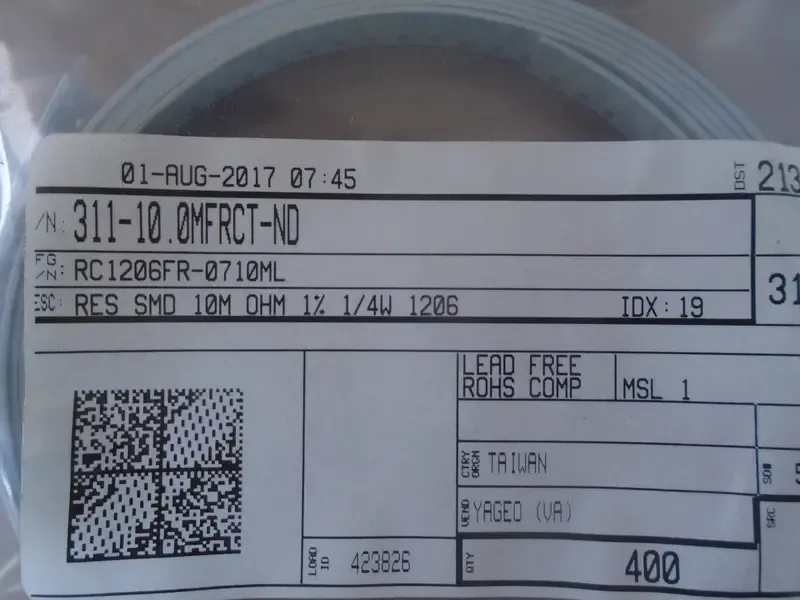 01-AUG-2017 07:45
DST 213
/N: 311-10.0MFRCT-ND
FG /N: RC1206FR-0710ML
31
ESC: RES SMD 10M OHM 1% 1/4W 1206 IDX: 19
LEAD FREE
ROHS COMP
MSL 1
CTRY ORGN TAIWAN
VEND YAGEO (VA)
SRC
LOAD ID 423826
QTY 400